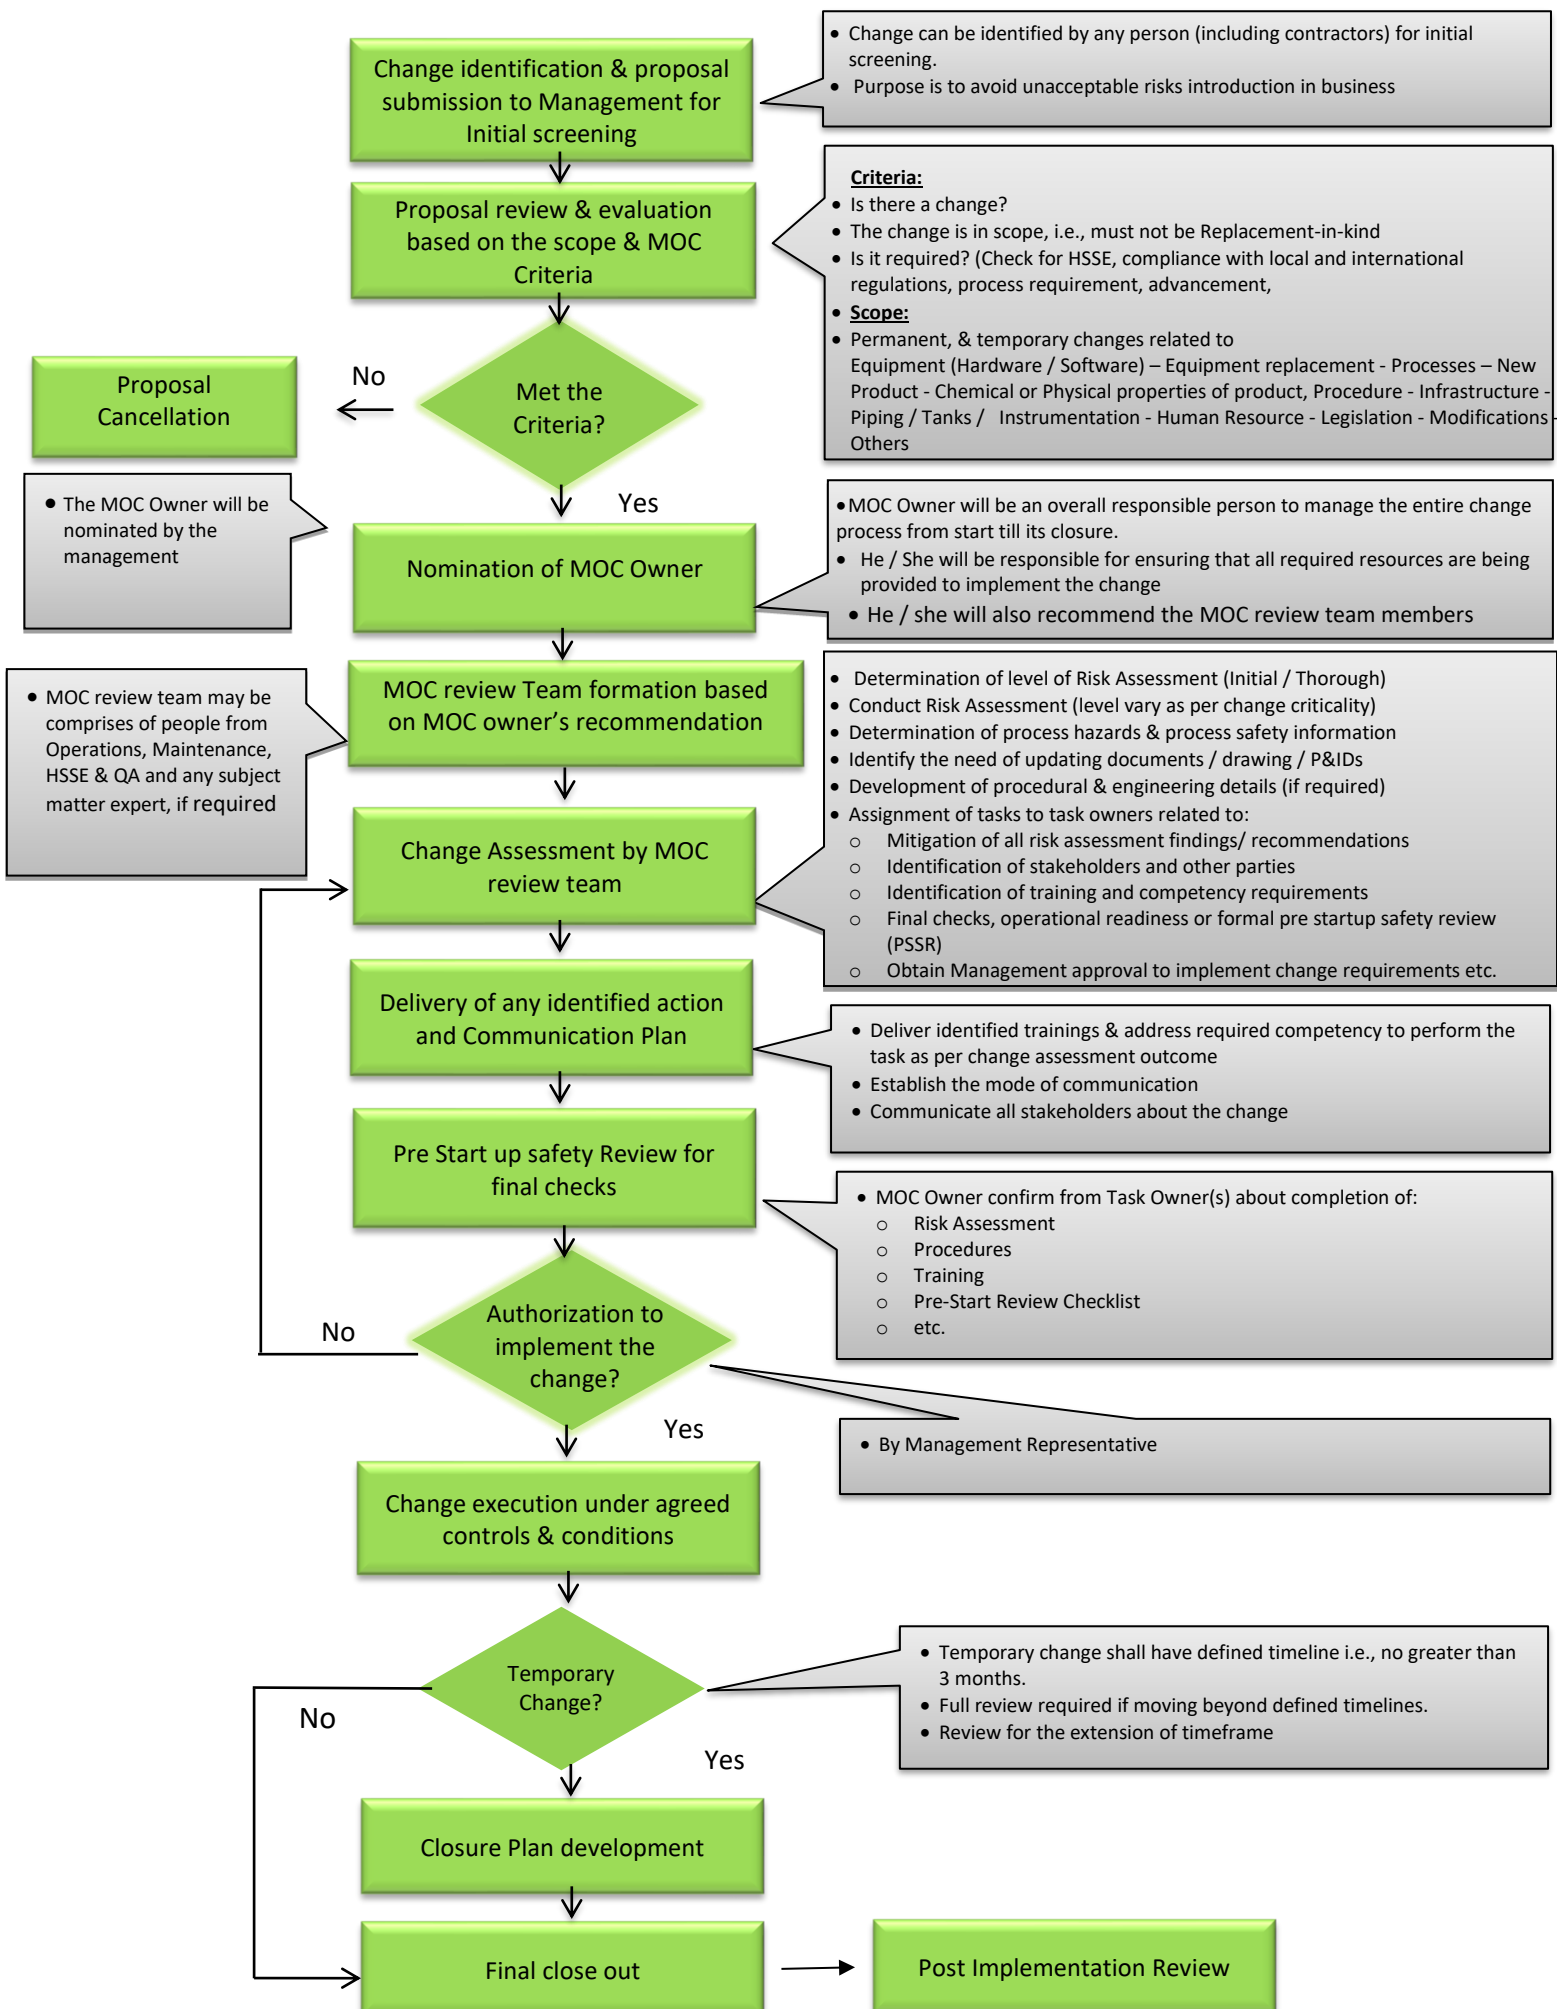 Change identification & proposal
submission to Management for
Initial screening
• Change can be identified by any person (including contractors) for initial
screening.
• Purpose is to avoid unacceptable risks introduction in business
Proposal review & evaluation
based on the scope & MOC
Criteria
Criteria:
• Is there a change?
• The change is in scope, i.e., must not be Replacement-in-kind
• Is it required? (Check for HSSE, compliance with local and international
regulations, process requirement, advancement,
• Scope:
• Permanent, & temporary changes related to
Equipment (Hardware / Software) – Equipment replacement - Processes – New
Product - Chemical or Physical properties of product, Procedure - Infrastructure -
Piping / Tanks / Instrumentation - Human Resource - Legislation - Modifications -
Others
Met the
Criteria?
No
Proposal
Cancellation
Yes
• The MOC Owner will be
nominated by the
management
Nomination of MOC Owner
•MOC Owner will be an overall responsible person to manage the entire change
process from start till its closure.
• He / She will be responsible for ensuring that all required resources are being
provided to implement the change
• He / she will also recommend the MOC review team members
MOC review Team formation based
on MOC owner’s recommendation
• MOC review team may be
comprises of people from
Operations, Maintenance,
HSSE & QA and any subject
matter expert, if required
Change Assessment by MOC
review team
• Determination of level of Risk Assessment (Initial / Thorough)
• Conduct Risk Assessment (level vary as per change criticality)
• Determination of process hazards & process safety information
• Identify the need of updating documents / drawing / P&IDs
• Development of procedural & engineering details (if required)
• Assignment of tasks to task owners related to:
o Mitigation of all risk assessment findings/ recommendations
o Identification of stakeholders and other parties
o Identification of training and competency requirements
o Final checks, operational readiness or formal pre startup safety review
(PSSR)
o Obtain Management approval to implement change requirements etc.
Delivery of any identified action
and Communication Plan
• Deliver identified trainings & address required competency to perform the
task as per change assessment outcome
• Establish the mode of communication
• Communicate all stakeholders about the change
Pre Start up safety Review for
final checks
• MOC Owner confirm from Task Owner(s) about completion of:
o Risk Assessment
o Procedures
o Training
o Pre-Start Review Checklist
o etc.
Authorization to
implement the
change?
No
Yes
• By Management Representative
Change execution under agreed
controls & conditions
Temporary
Change?
• Temporary change shall have defined timeline i.e., no greater than
3 months.
• Full review required if moving beyond defined timelines.
• Review for the extension of timeframe
No
Yes
Closure Plan development
Final close out
Post Implementation Review